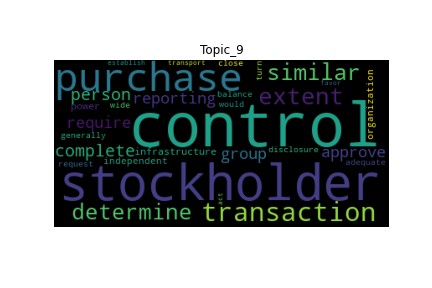 Topic_9
establish transport close
purchase turn similar
favor
person reporting balance extent organization
power wide would
require control
generally
complete infrastructure group disclosure approve
request independent adequate
stockholder
act
determine transaction